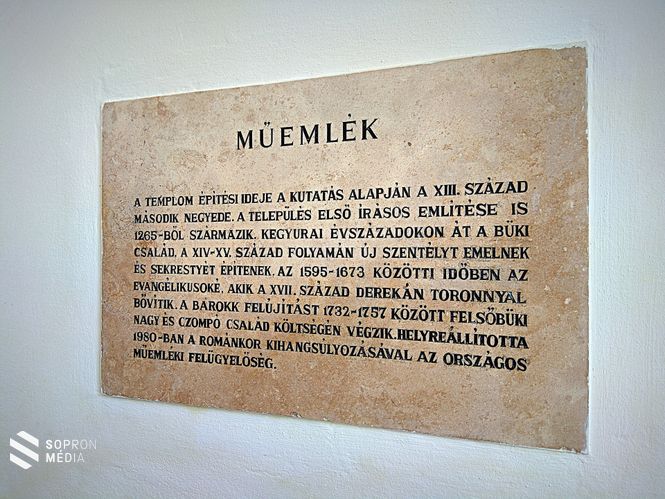 MŰEMLÉK
A TEMPLOM ÉPÍTÉSI IDEJE A KUTATÁS ALAPJÁN A XIII. SZÁZAD
MÁSODIK NEGYEDE. A TELEPÜLÉS ELSŐ ÍRÁSOS EMLÍTÉSE IS
1265-BŐL SZÁRMAZIK. KEGYURAI ÉVSZÁZADOKON ÁT A BÜKI
CSALÁD, A XIV-XV. SZÁZAD FOLYAMÁN ÚJ SZENTÉLYT EMELNEK
ÉS SEKRESTYÉT ÉPÍTENEK. AZ 1595-1673 KÖZÖTTI IDŐBEN AZ
EVANGÉLIKUSOKÉ, AKIK A XVII. SZÁZAD DEREKÁN TORONNYAL
BŐVÍTIK. A BAROKK FELÚJÍTÁST 1732-1757 KÖZÖTT FELSŐBÜKI
NAGY ÉS CZOMPÓ CSALÁD KÖLTSÉGÉN VÉGZIK. HELYREÁLLÍTOTTA
1980-BAN A ROMÁNKOR KIHANGSÚLYOZÁSÁVAL AZ ORSZÁGOS
MŰEMLÉKI FELÜGYELŐSÉG.
SOPRON
MÉDIA